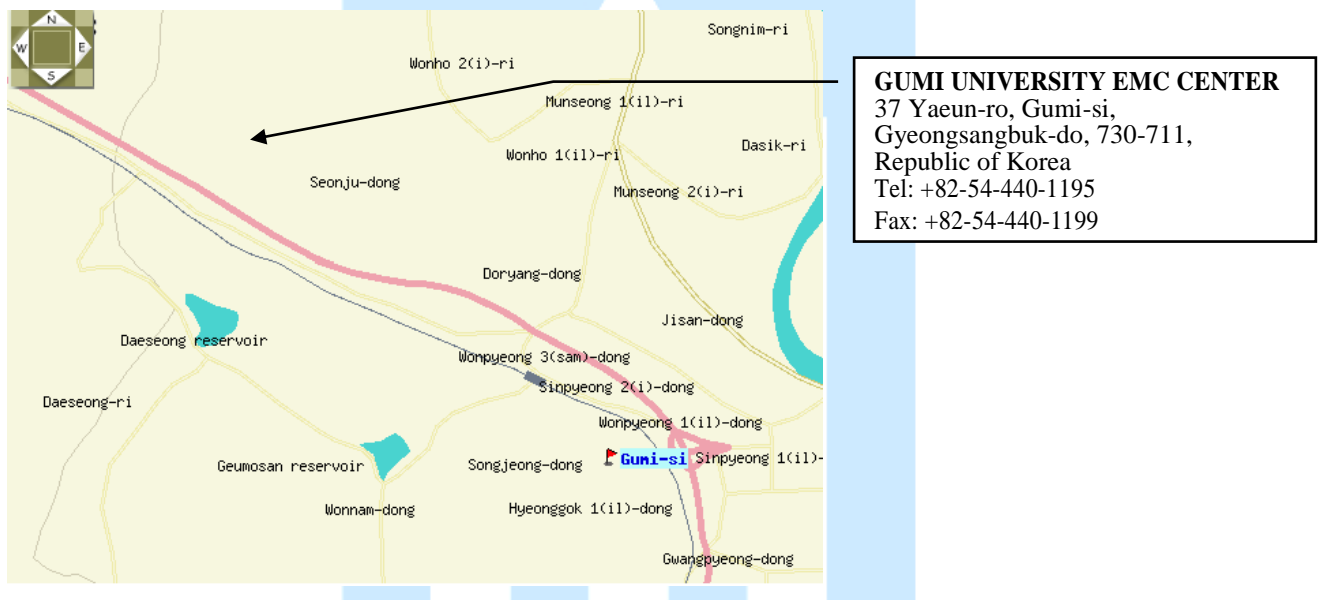 N
W
E
S
Songnim-ri
Wonho 2(i)-ri
Munseong 1(il)-ri
Dasik-ri
Wonho 1(il)-ri
Seonju-dong
Munseong 2(i)-ri
Doryang-dong
Jisan-dong
Daeseong reservoir
Wonpyeong 3(sam)-dong
Sinpyeong 2(i)-dong
Daeseong-ri
Wonpyeong 1(il)-dong
Gumi-si
Sinpyeong 1(il)-
Geumosan reservoir
Songjeong-dong
Wonnam-dong
Hyeonggok 1(il)-dong
Gwangpyeong-dong
GUMI UNIVERSITY EMC CENTER
37 Yaeun-ro, Gumi-si,
Gyeongsangbuk-do, 730-711,
Republic of Korea
Tel: +82-54-440-1195
Fax: +82-54-440-1199